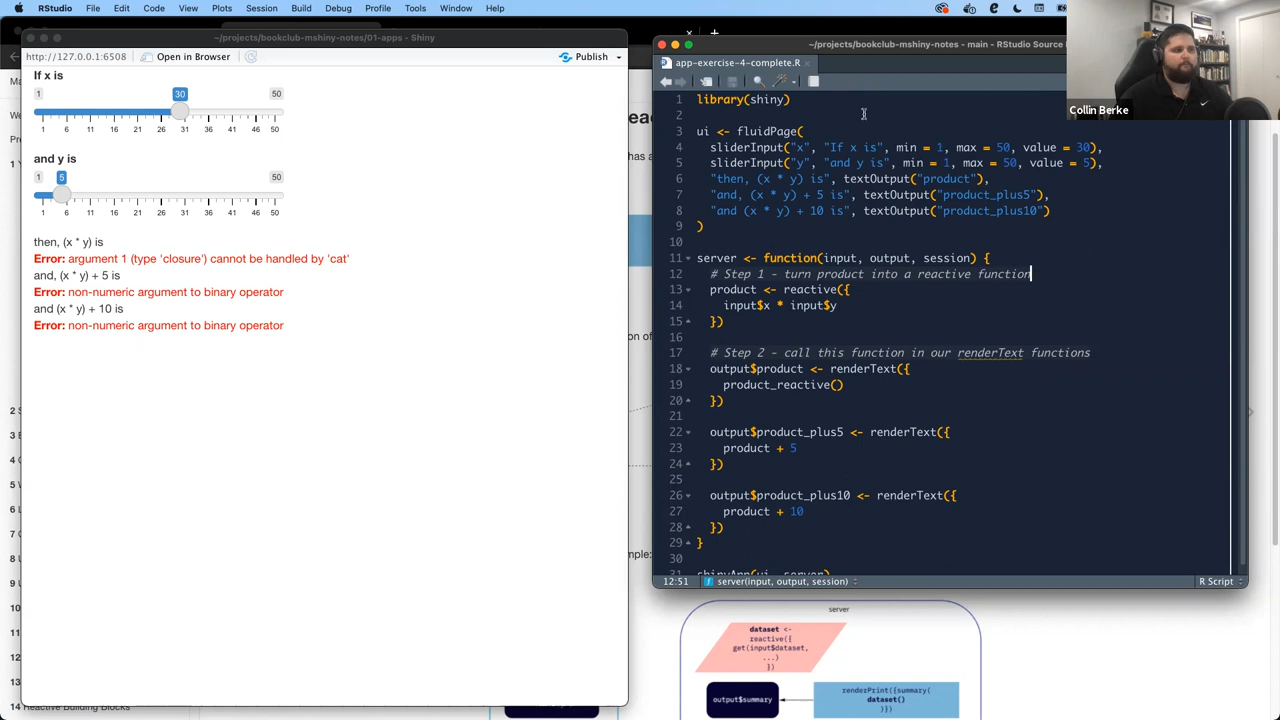 RStudio File Edit Code View Plots Session Build Debug Profile Tools Window Help
~/projects/bookclub-mshiny-notes/01-apps - Shiny
http://127.0.0.1:6508 Open in Browser Publish
If x is
1 30 50
1 6 11 16 21 26 31 36 41 46 50
and y is
1 5 50
1 6 11 16 21 26 31 36 41 46 50
then, (x * y) is
Error: argument 1 (type 'closure') cannot be handled by 'cat'
and, (x * y) + 5 is
Error: non-numeric argument to binary operator
and (x * y) + 10 is
Error: non-numeric argument to binary operator
14 Reactive Building Blocks
~/projects/bookclub-mshiny-notes - main - RStudio Source
app-exercise-4-complete.R
Collin Berke
1 library(shiny)
2
3 ui <- fluidPage(
4 sliderInput("x", "If x is", min = 1, max = 50, value = 30),
5 sliderInput("y", "and y is", min = 1, max = 50, value = 5),
6 "then, (x * y) is", textOutput("product"),
7 "and, (x * y) + 5 is", textOutput("product_plus5"),
8 "and (x * y) + 10 is", textOutput("product_plus10")
9 )
10
11 server <- function(input, output, session) {
12 # Step 1 - turn product into a reactive function
13 product <- reactive({
14 input$x * input$y
15 })
16
17 # Step 2 - call this function in our renderText functions
18 output$product <- renderText({
19 product_reactive()
20 })
21
22 output$product_plus5 <- renderText({
23 product + 5
24 })
25
26 output$product_plus10 <- renderText({
27 product + 10
28 })
29 }
30
31 shinyApp(ui, server)
12:51 server(input, output, session) R Script
server
dataset <-
reactive({
get(input$dataset,
...)
})
output$summary
renderPrint({summary(
dataset()
)})